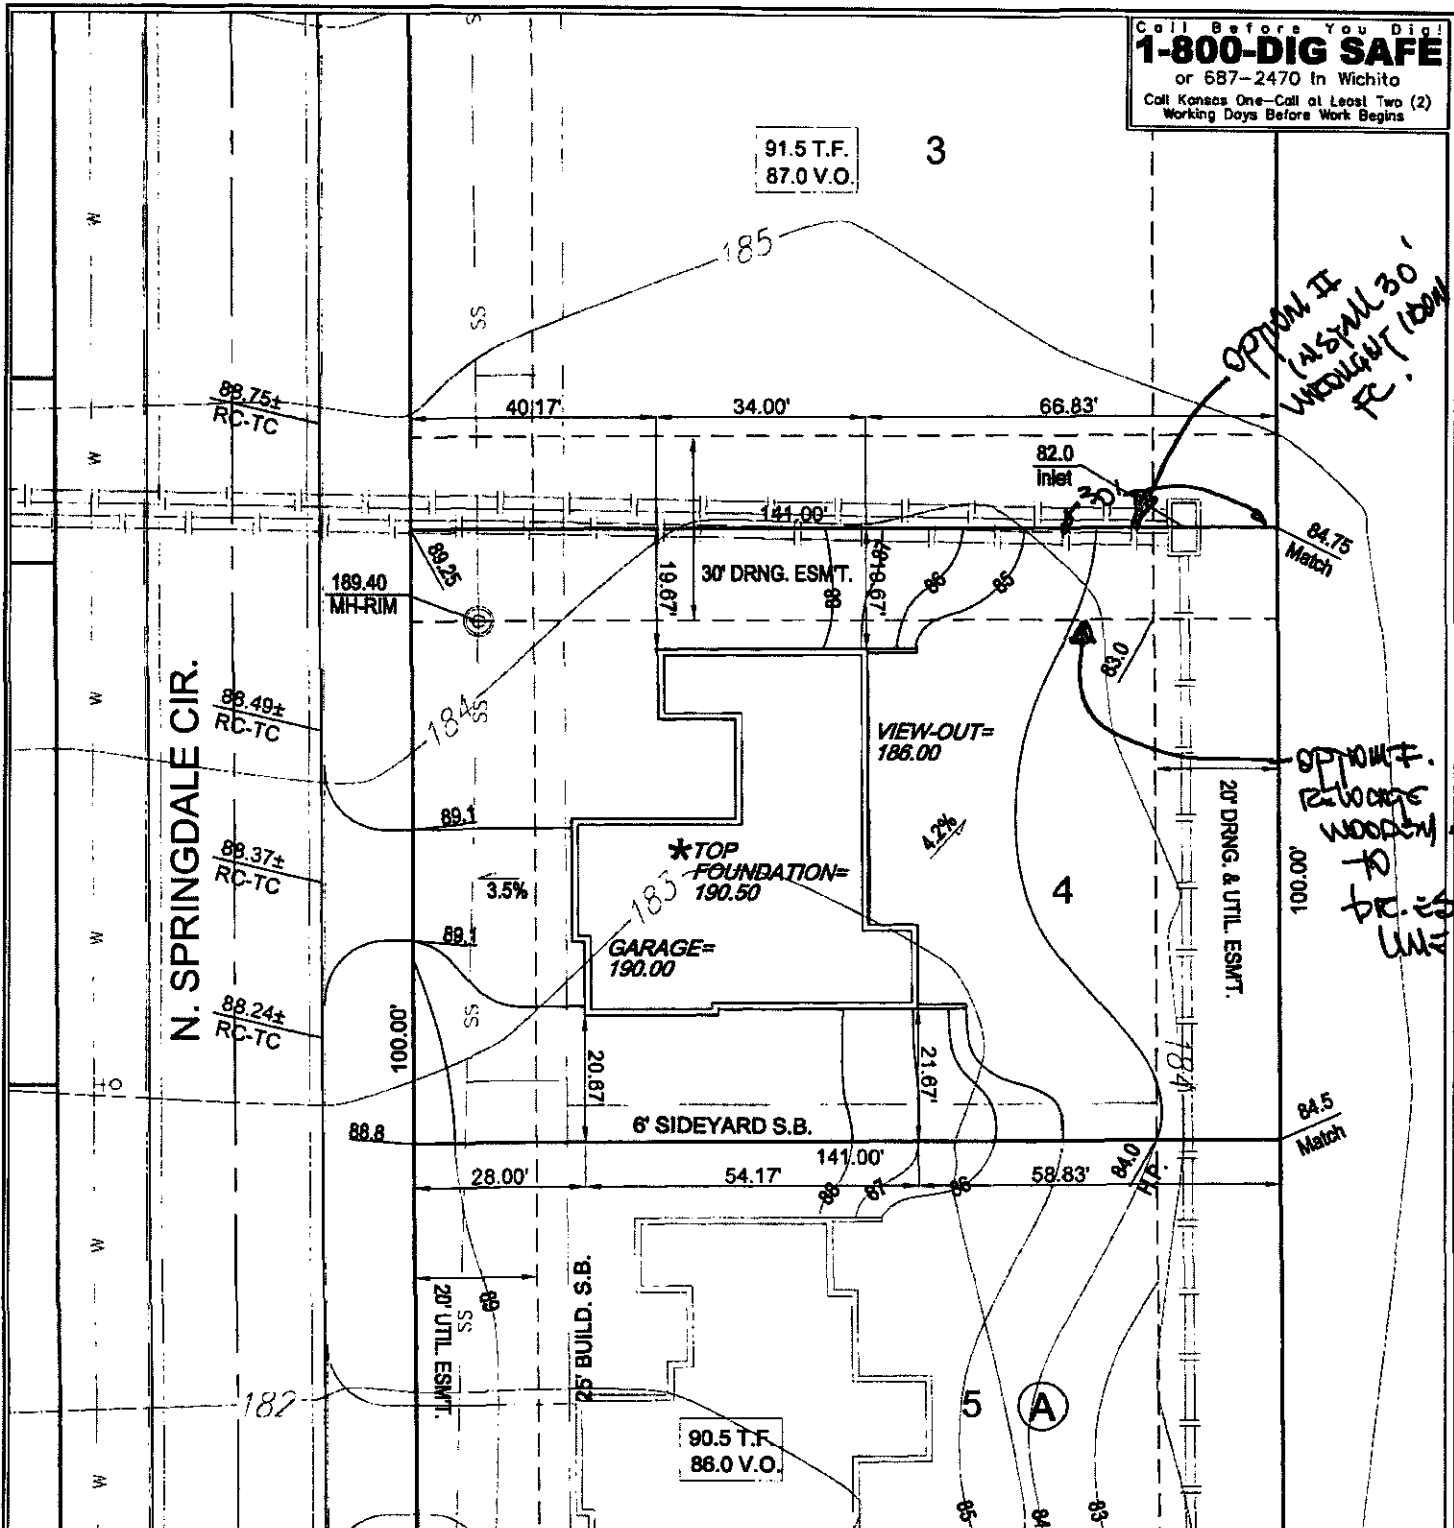 Call Before You Dig!
1-800-DIG SAFE
or 687-2470 In Wichita
Call Kansas One-Call at Least Two (2)
Working Days Before Work Begins
91.5 T.F.
87.0 V.O.
3
185
OPTION II
INSTALL 30'
WROUGHT IRON
FC.
88.75±
RC-TC
40.17'
34.00'
66.83'
82.0
Inlet
30'
141.00'
84.75
Match
89.25
189.40
MH-RIM
19.67'
30' DRNG. ESM'T.
88
87
19.67'
86
85
83.0
N. SPRINGDALE CIR.
88.49±
RC-TC
184
SS
VIEW-OUT=
186.00
OPTION I.
RELOCATE
TO
20' DRNG. & UTIL. ESMT.
100.00'
89.1
4.2%
88.37±
RC-TC
*TOP
FOUNDATION=
190.50
3.5%
183
4
89.1
GARAGE=
190.00
88.24±
RC-TC
SS
100.00'
20.67'
21.67'
184
6' SIDEYARD S.B.
88.8
84.5
Match
141.00'
28.00'
54.17'
58.83'
88
87
86
84.0
H.P.
20' UTIL. ESM'T.
89
SS
25' BUILD. S.B.
182
5
A
90.5 T.F.
86.0 V.O.
85
84
83
W
W
W
W
W
W
W
SS
SS